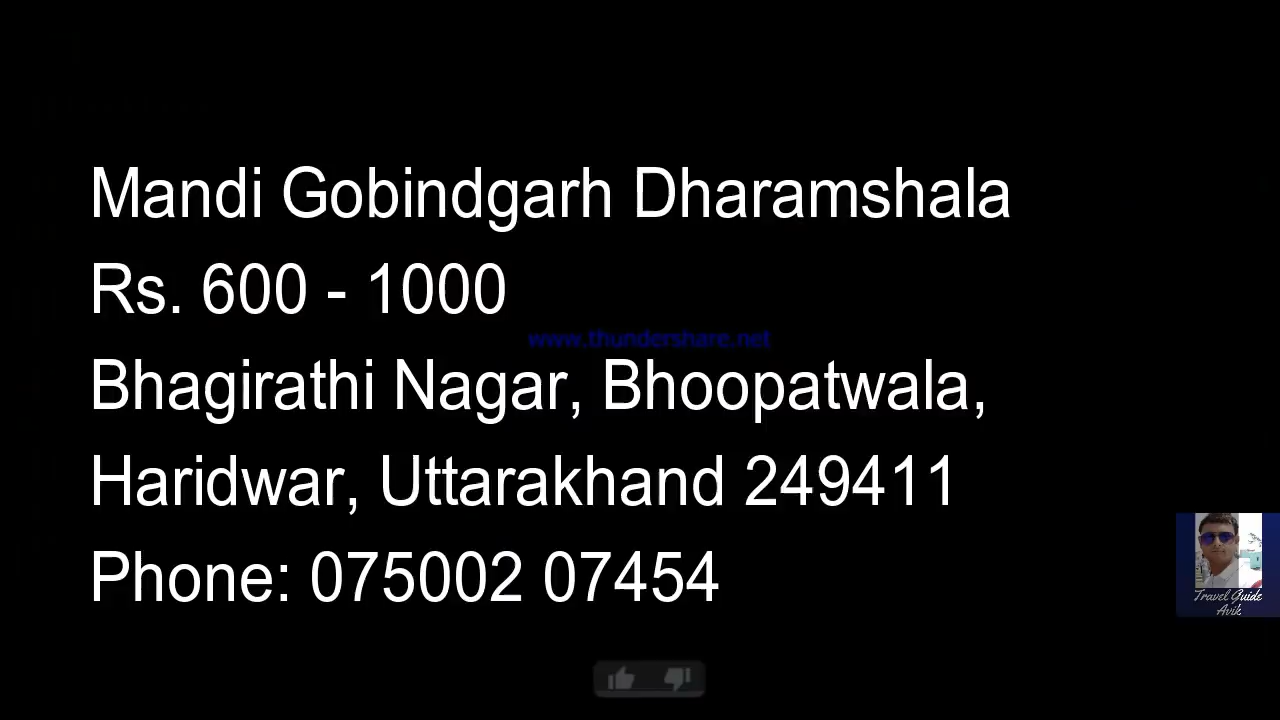 Mandi Gobindgarh Dharamshala
Rs. 600 - 1000
www.thundershare.net
Bhagirathi Nagar, Bhoopatwala,
Haridwar, Uttarakhand 249411
Phone: 075002 07454
Travel Guide
Avik